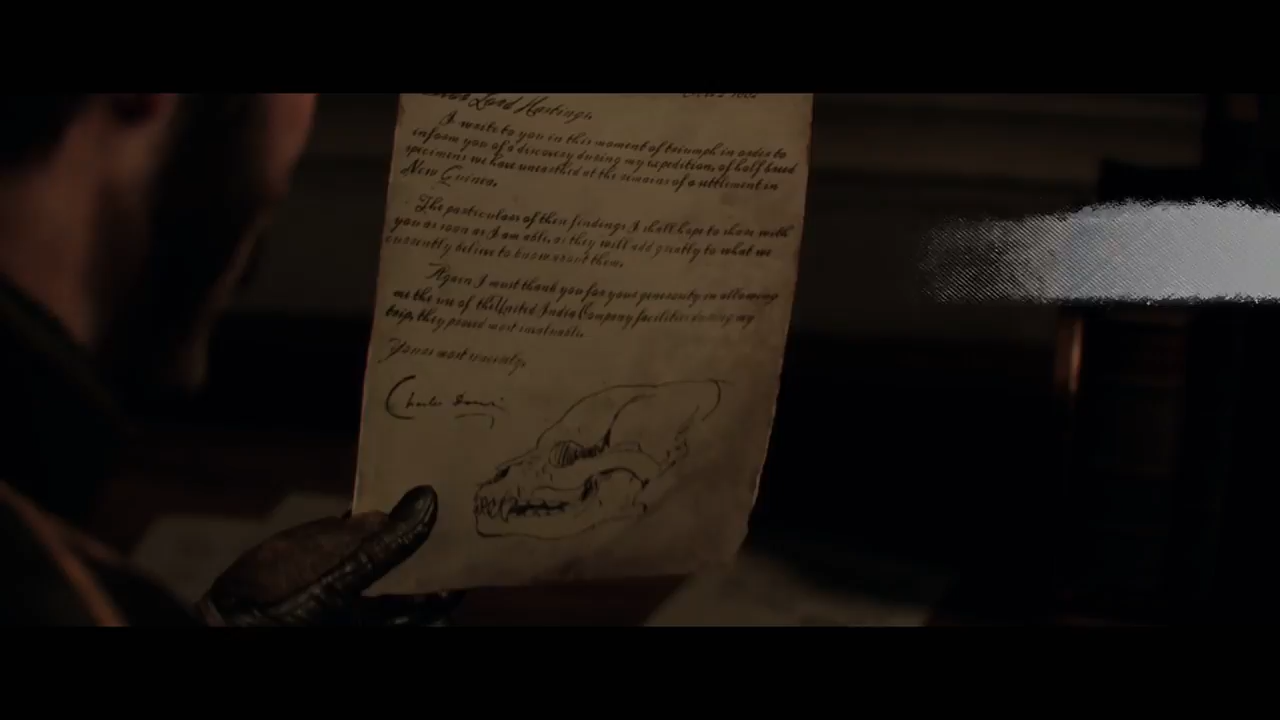 Lord Hastings,
I write to you in this moment of triumph in order to
inform you of a discovery during my expedition, of half breed
specimens we have unearthed at the remains of a settlement in
New Guinea.
The particulars of these findings I shall hope to share with
you as soon as I am able, as they will add greatly to what we
currently believe to know about them.
Again I must thank you for your generosity in allowing
me the use of the United India Company facilities during my
trip, they proved most invaluable.
Yours most sincerely,
Charles Darwin